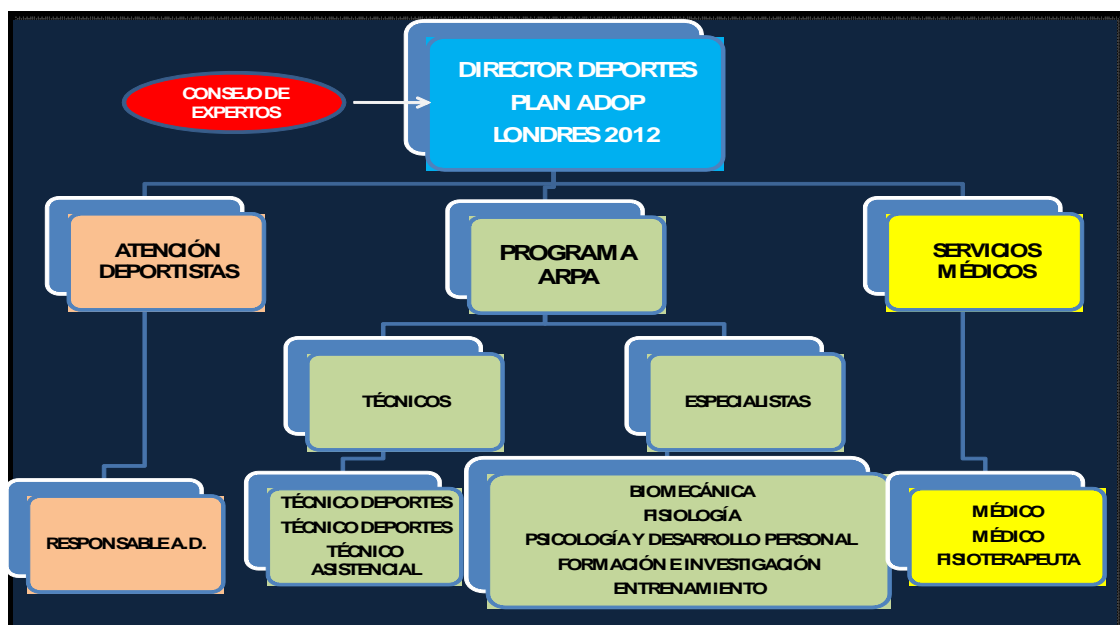 CONSEJO DE
EXPERTOS
DIRECTOR DEPORTES
PLAN ADOP
LONDRES 2012
ATENCIÓN
DEPORTISTAS
PROGRAMA
ARPA
SERVICIOS
MÉDICOS
TÉCNICOS
ESPECIALISTAS
RESPONSABLE A.D.
TÉCNICO DEPORTES
TÉCNICO DEPORTES
TÉCNICO
ASISTENCIAL
BIOMECÁNICA
FISIOLOGÍA
PSICOLOGÍA Y DESARROLLO PERSONAL
FORMACIÓN E INVESTIGACIÓN
ENTRENAMIENTO
MÉDICO
MÉDICO
FISIOTERAPEUTA